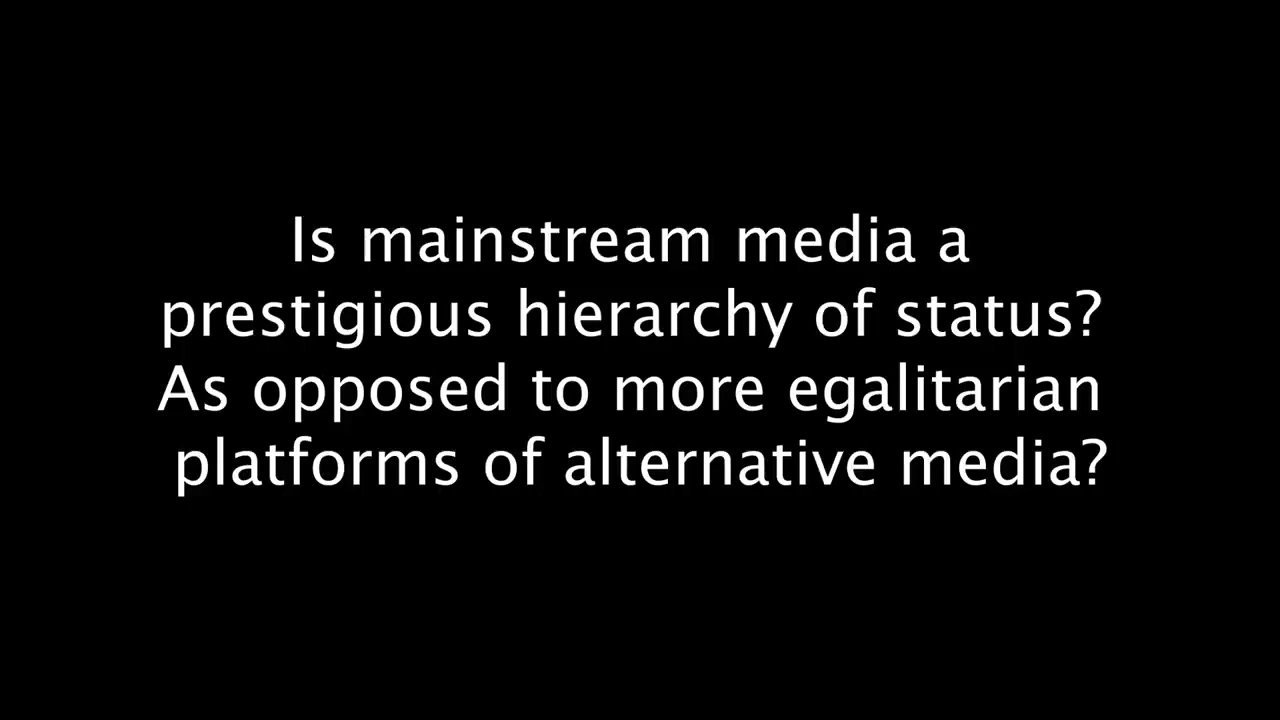 Is mainstream media a
prestigious hierarchy of status?
As opposed to more egalitarian
platforms of alternative media?